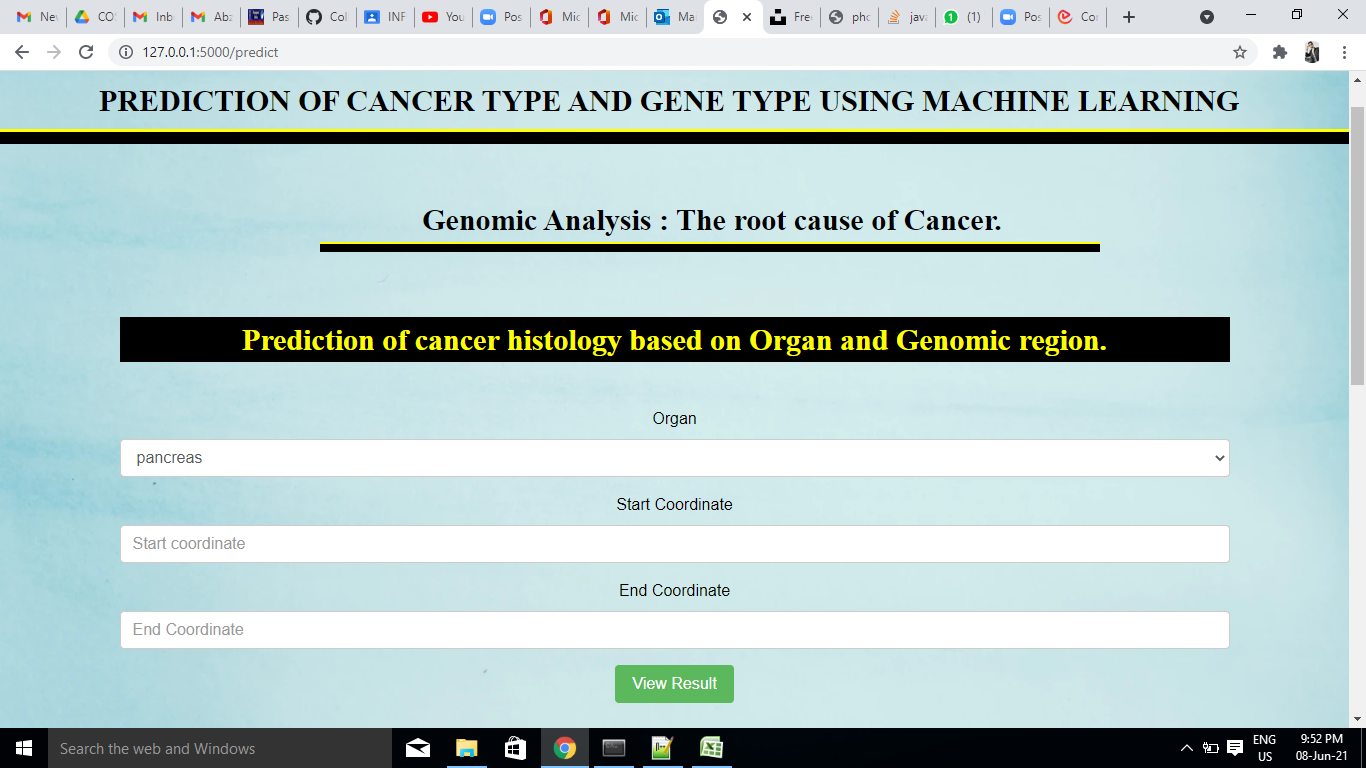 Ne
CO
Inb
Abz
Pas
Col
INF
You
Pos
Mic
Mic
Ma
Fre
pho
java
(1)
Pos
Cor
127.0.0.1:5000/predict
PREDICTION OF CANCER TYPE AND GENE TYPE USING MACHINE LEARNING
Genomic Analysis : The root cause of Cancer.
Prediction of cancer histology based on Organ and Genomic region.
Organ
pancreas
Start Coordinate
Start coordinate
End Coordinate
End Coordinate
View Result
Search the web and Windows
ENG
US
9:52 PM
08-Jun-21